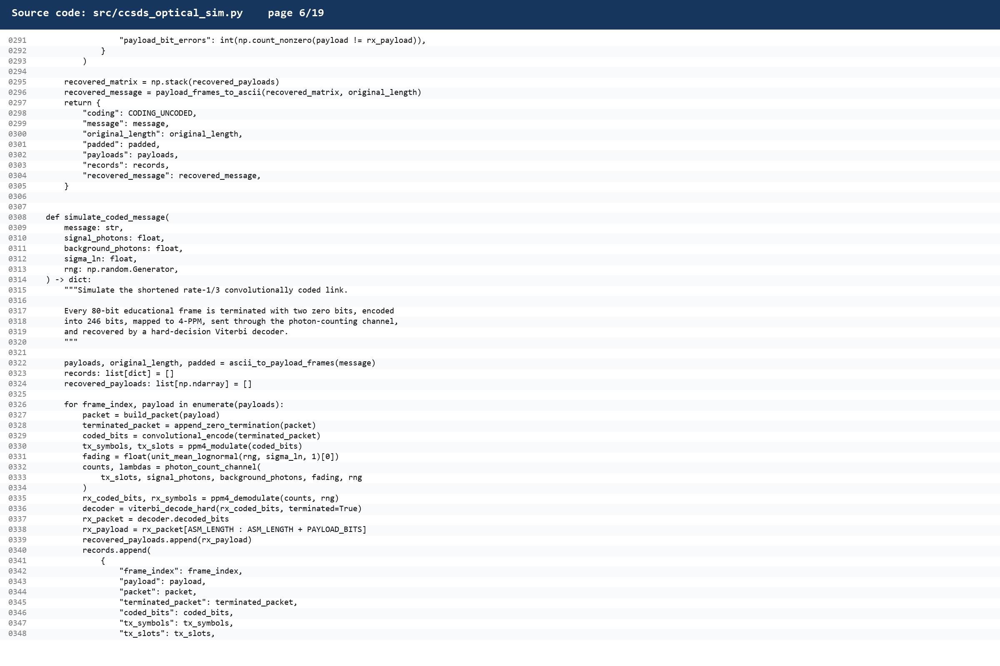 Source code: src/ccsds_optical_sim.py    page 6/19
0291                    "payload_bit_errors": int(np.count_nonzero(payload != rx_payload)),
0292                }
0293            )
0294
0295        recovered_matrix = np.stack(recovered_payloads)
0296        recovered_message = payload_frames_to_ascii(recovered_matrix, original_length)
0297        return {
0298            "coding": CODING_UNCODED,
0299            "message": message,
0300            "original_length": original_length,
0301            "padded": padded,
0302            "payloads": payloads,
0303            "records": records,
0304            "recovered_message": recovered_message,
0305        }
0306
0307
0308    def simulate_coded_message(
0309        message: str,
0310        signal_photons: float,
0311        background_photons: float,
0312        sigma_ln: float,
0313        rng: np.random.Generator,
0314    ) -> dict:
0315        """Simulate the shortened rate-1/3 convolutionally coded link.
0316
0317        Every 80-bit educational frame is terminated with two zero bits, encoded
0318        into 246 bits, mapped to 4-PPM, sent through the photon-counting channel,
0319        and recovered by a hard-decision Viterbi decoder.
0320        """
0321
0322        payloads, original_length, padded = ascii_to_payload_frames(message)
0323        records: list[dict] = []
0324        recovered_payloads: list[np.ndarray] = []
0325
0326        for frame_index, payload in enumerate(payloads):
0327            packet = build_packet(payload)
0328            terminated_packet = append_zero_termination(packet)
0329            coded_bits = convolutional_encode(terminated_packet)
0330            tx_symbols, tx_slots = ppm4_modulate(coded_bits)
0331            fading = float(unit_mean_lognormal(rng, sigma_ln, 1)[0])
0332            counts, lambdas = photon_count_channel(
0333                tx_slots, signal_photons, background_photons, fading, rng
0334            )
0335            rx_coded_bits, rx_symbols = ppm4_demodulate(counts, rng)
0336            decoder = viterbi_decode_hard(rx_coded_bits, terminated=True)
0337            rx_packet = decoder.decoded_bits
0338            rx_payload = rx_packet[ASM_LENGTH : ASM_LENGTH + PAYLOAD_BITS]
0339            recovered_payloads.append(rx_payload)
0340            records.append(
0341                {
0342                    "frame_index": frame_index,
0343                    "payload": payload,
0344                    "packet": packet,
0345                    "terminated_packet": terminated_packet,
0346                    "coded_bits": coded_bits,
0347                    "tx_symbols": tx_symbols,
0348                    "tx_slots": tx_slots,